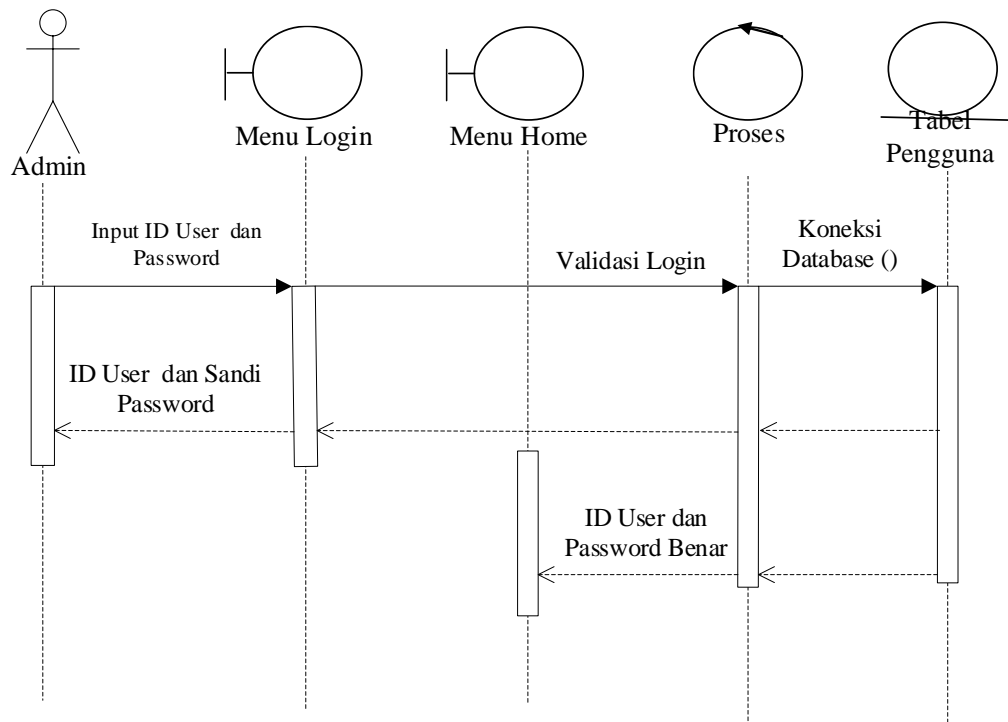 Admin
Menu Login
Menu Home
Proses
Tabel
Pengguna
Input ID User dan
Password
Validasi Login
Koneksi
Database ()
ID User dan Sandi
Password
ID User dan
Password Benar